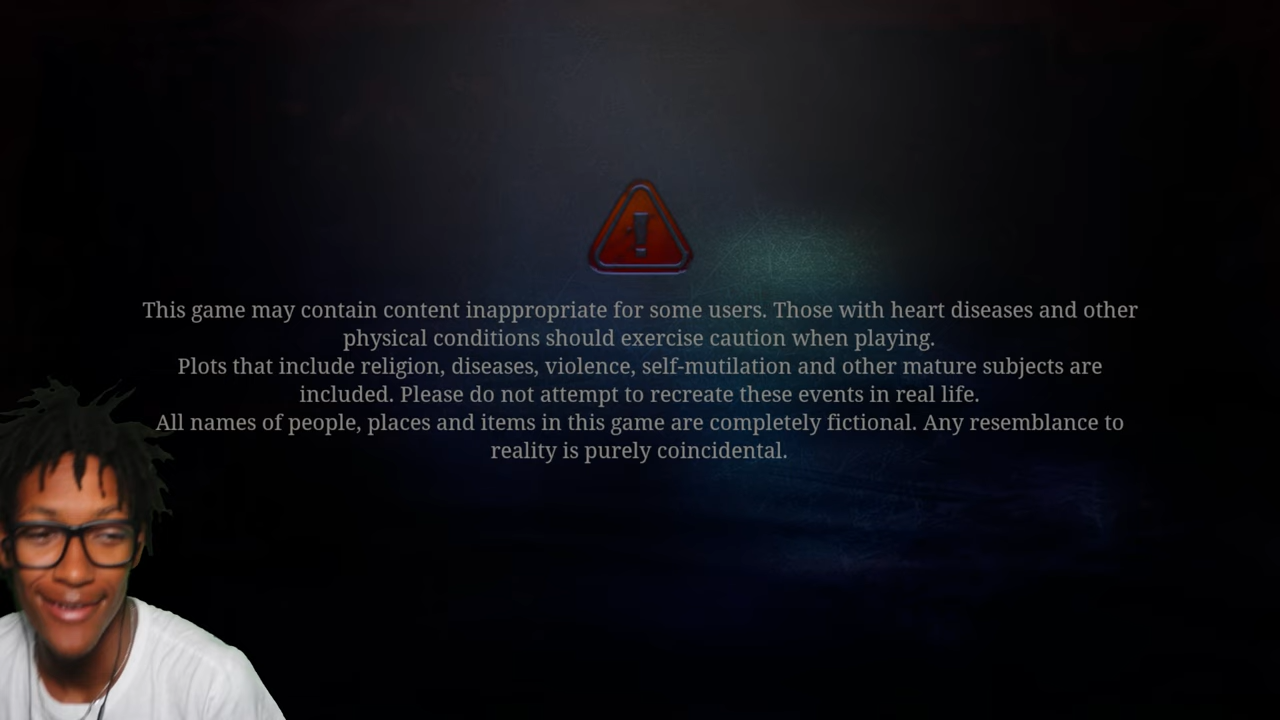 This game may contain content inappropriate for some users. Those with heart diseases and other
physical conditions should exercise caution when playing.
Plots that include religion, diseases, violence, self-mutilation and other mature subjects are
included. Please do not attempt to recreate these events in real life.
All names of people, places and items in this game are completely fictional. Any resemblance to
reality is purely coincidental.